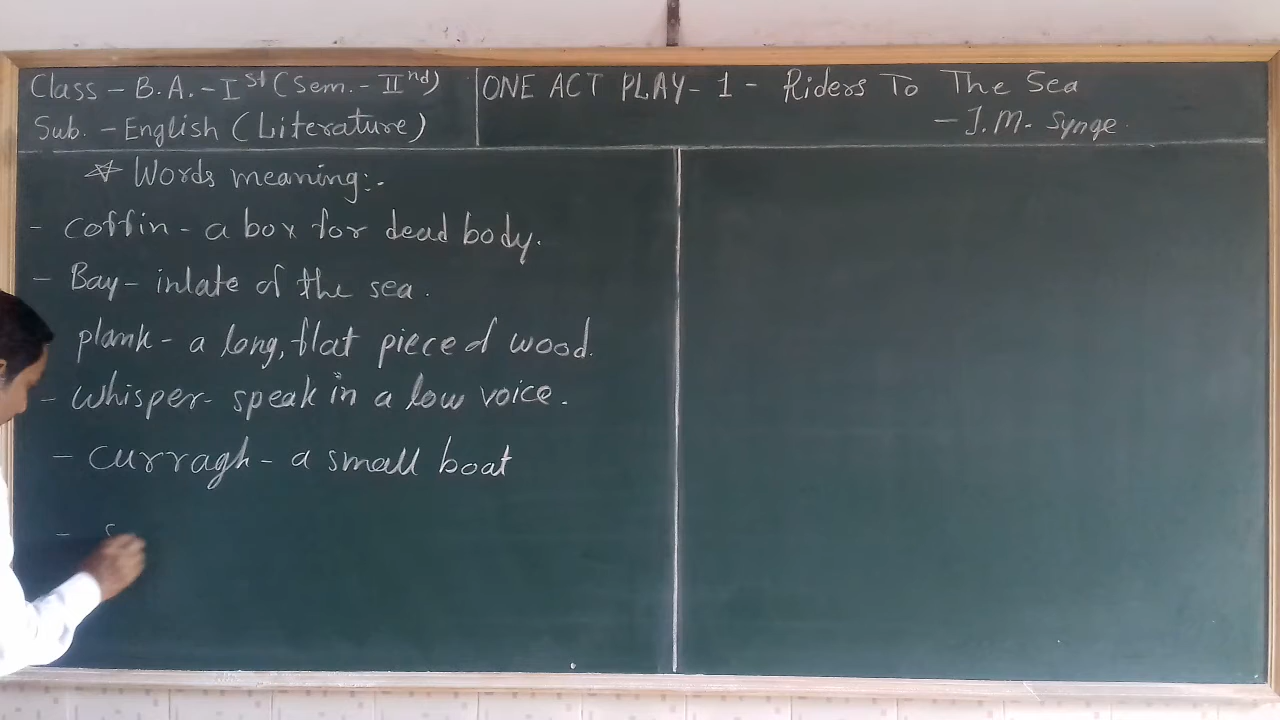 Class - B.A. - Ist (Sem. - IInd)
Sub. - English (Literature)
ONE ACT PLAY - 1 - Riders To The Sea
- J.M. Synge.
Words meaning:-
- coffin - a box for dead body.
- Bay - inlate of the sea.
plank - a long, flat piece of wood.
- whisper - speak in a low voice.
- curragh - a small boat
-